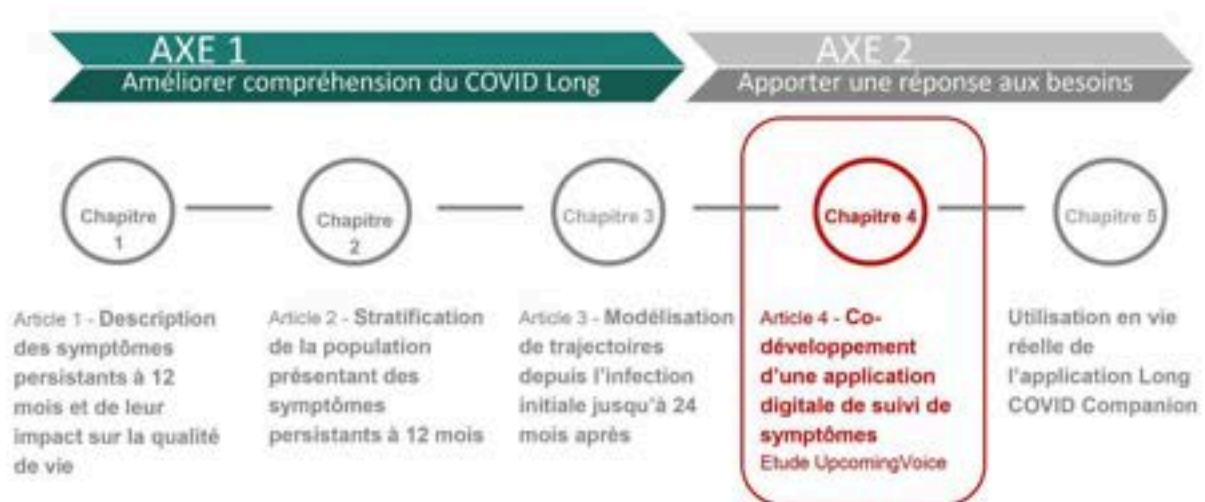 AXE 1
Améliorer compréhension du COVID Long
AXE 2
Apporter une réponse aux besoins
Chapitre
1
Chapitre
2
Chapitre 3
Chapitre 4
Chapitre 5
Article 1 - Description
des symptômes
persistants à 12
mois et de leur
impact sur la qualité
de vie
Article 2 - Stratification
de la population
présentant des
symptômes
persistants à 12 mois
Article 3 - Modélisation
de trajectoires
depuis l'infection
initiale jusqu'à 24
mois après
Article 4 - Co-
développement
d'une application
digitale de suivi de
symptômes
Etude UpcomingVoice
Utilisation en vie
réelle de
l'application Long
COVID Companion